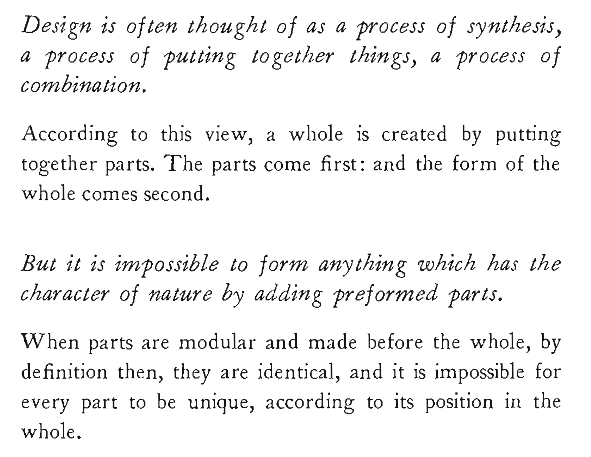 Design is often thought of as a process of synthesis,
a process of putting together things, a process of
combination.
According to this view, a whole is created by putting
together parts. The parts come first: and the form of the
whole comes second.
But it is impossible to form anything which has the
character of nature by adding preformed parts.
When parts are modular and made before the whole, by
definition then, they are identical, and it is impossible for
every part to be unique, according to its position in the
whole.